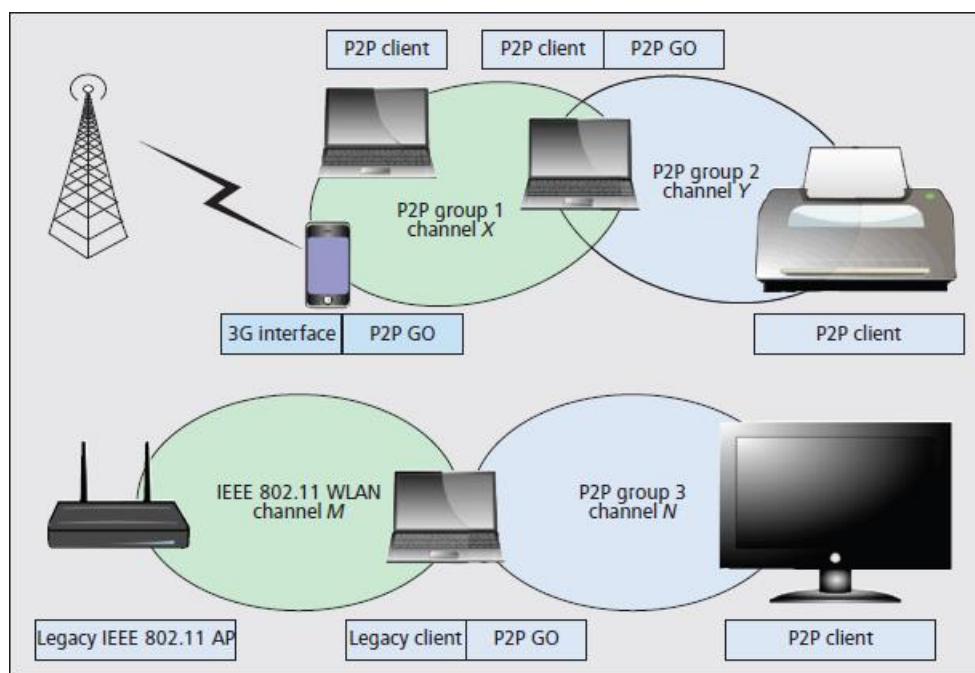 P2P client
P2P client
P2P GO
P2P group 1
channel X
P2P group 2
channel Y
3G interface
P2P GO
P2P client
IEEE 802.11 WLAN
channel M
P2P group 3
channel N
Legacy IEEE 802.11 AP
Legacy client
P2P GO
P2P client